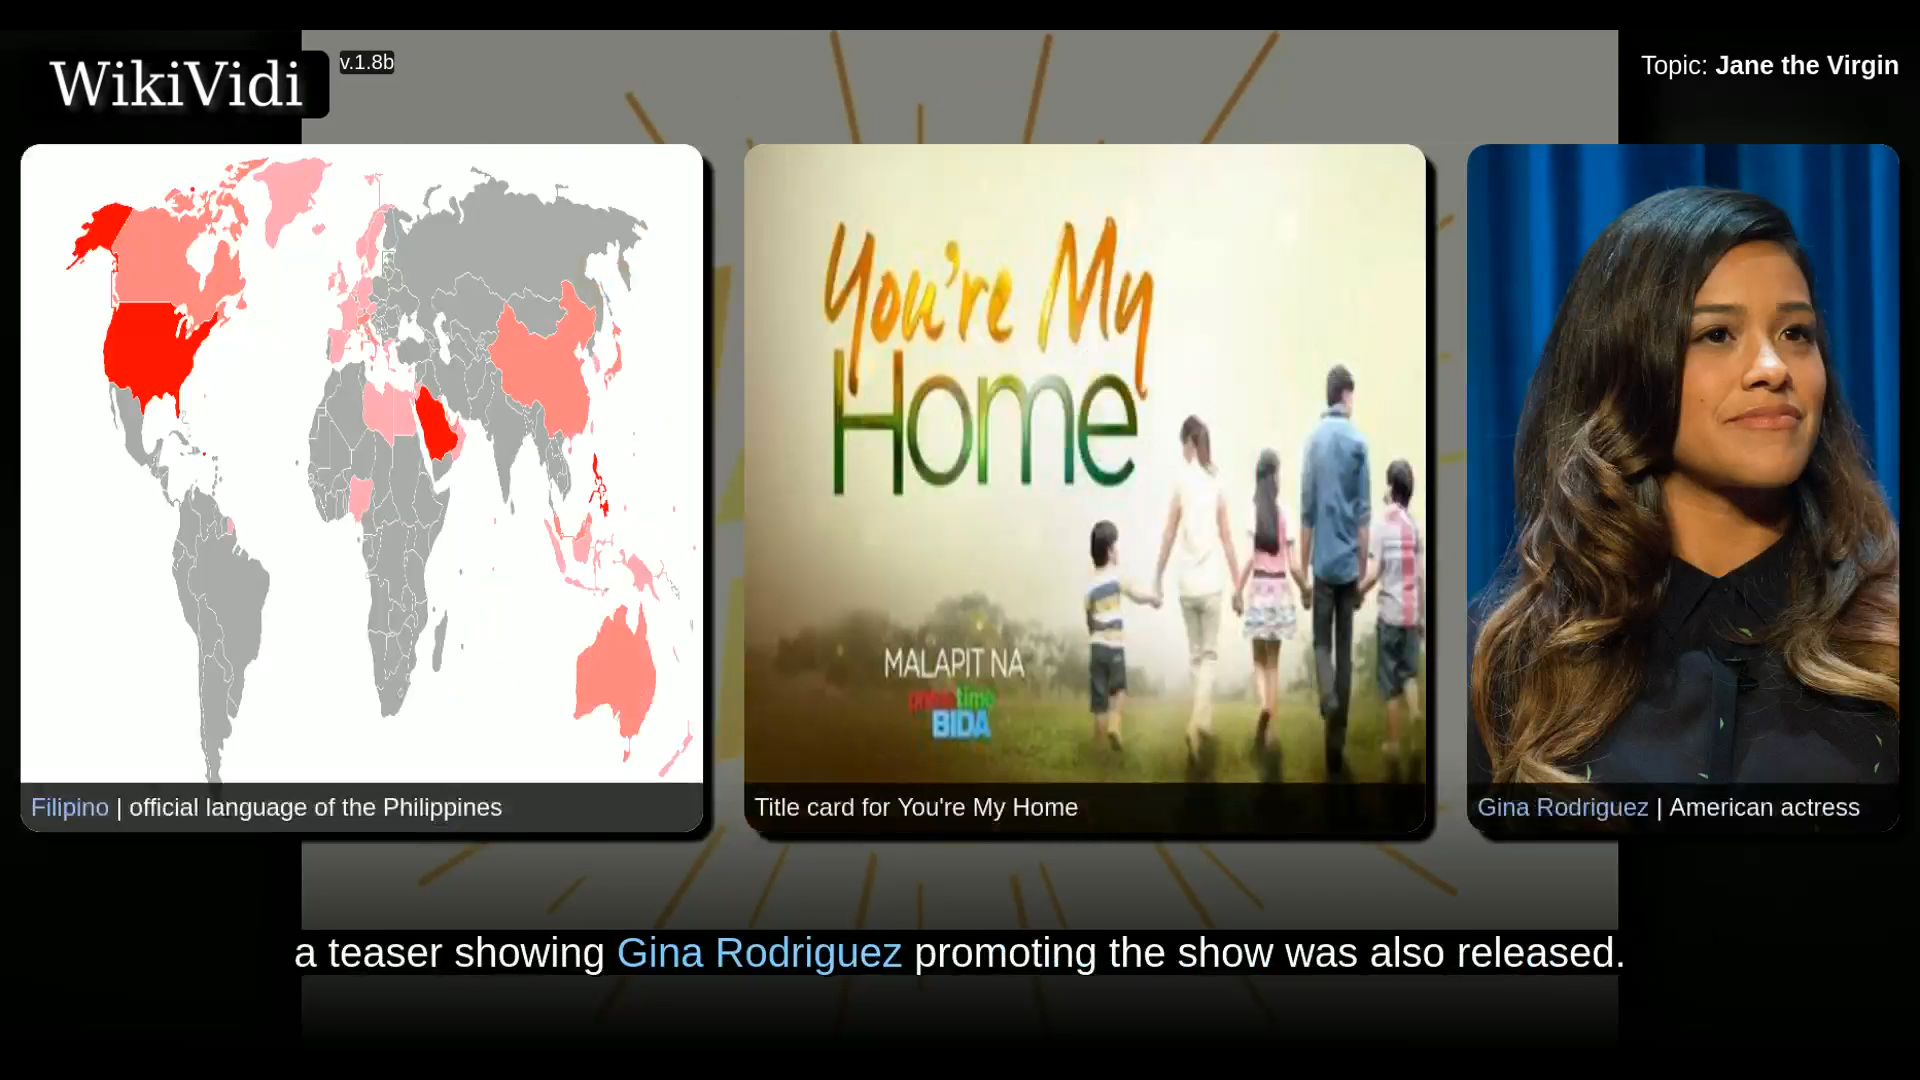 WikiVidi
v.1.8b
Topic: Jane the Virgin
You're My
Home
MALAPIT NA
primetime
BIDA
Filipino | official language of the Philippines
Title card for You're My Home
Gina Rodriguez | American actress
a teaser showing Gina Rodriguez promoting the show was also released.